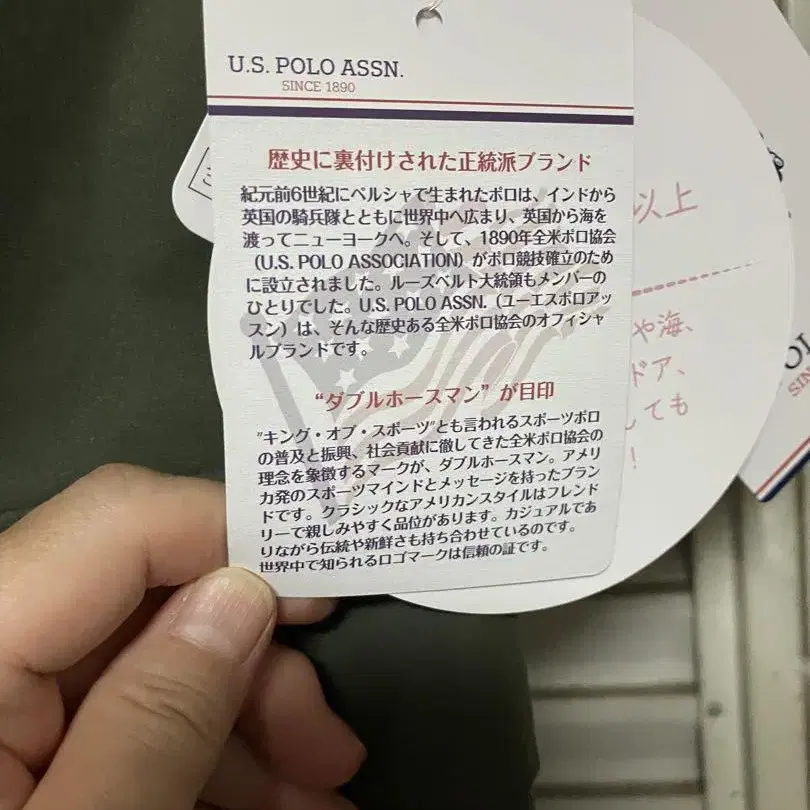 U.S. POLO ASSN.
SINCE 1890
歴史に裏付けされた正統派ブランド
紀元前6世紀にペルシャで生まれたポロは、インドから
英国の騎兵隊とともに世界中へ広まり、英国から海を
渡ってニューヨークへ。そして、1890年全米ポロ協会
（U.S. POLO ASSOCIATION）がポロ競技確立のため
に設立されました。ルーズベルト大統領もメンバーの
ひとりでした。U.S. POLO ASSN.（ユーエスポロアッ
スン）は、そんな歴史ある全米ポロ協会のオフィシャ
ルブランドです。
“ダブルホースマン”が目印
"キング・オブ・スポーツ"とも言われるスポーツポロ
の普及と振興、社会貢献に徹してきた全米ポロ協会の
理念を象徴するマークが、ダブルホースマン。アメリ
カ発のスポーツマインドとメッセージを持ったブラン
ドです。クラシックなアメリカンスタイルはフレンド
リーで親しみやすく品位があります。カジュアルであ
りながら伝統や新鮮さも持ち合わせているのです。
世界中で知られるロゴマークは信頼の証です。
以上
や海、
ドア、
しても
！